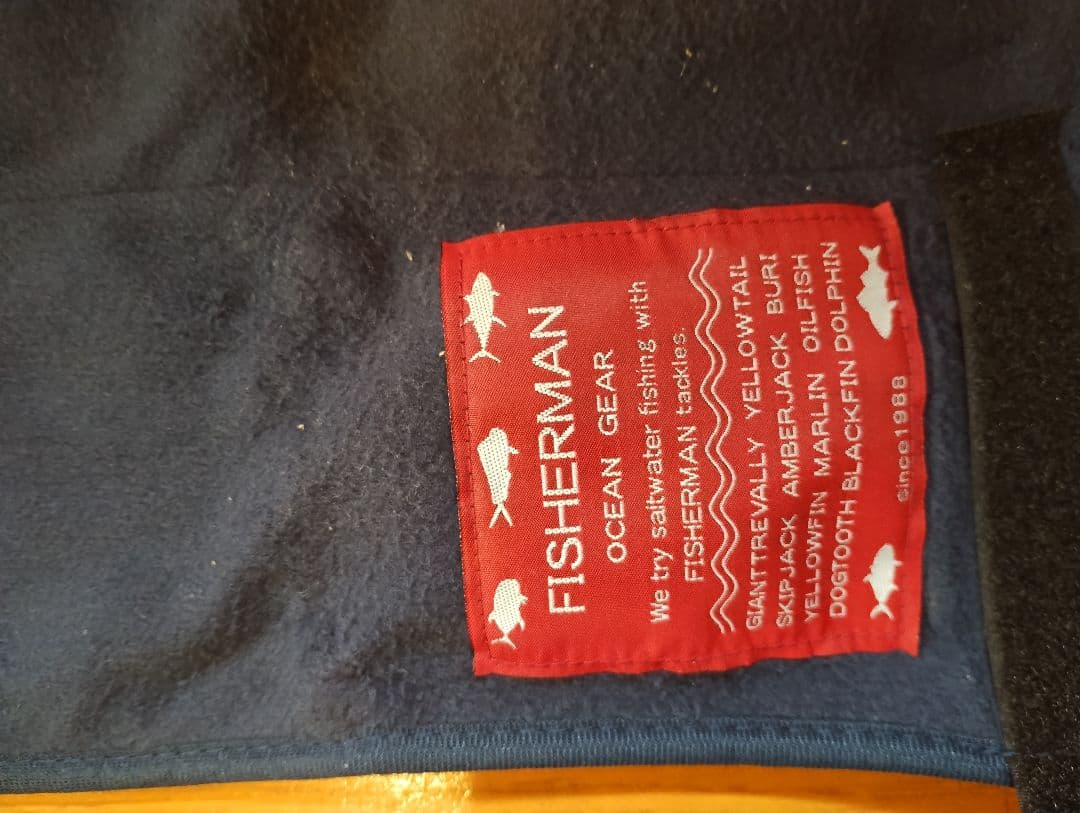 FISHERMAN
OCEAN GEAR
We try saltwater fishing with
FISHERMAN tackles.
GIANTTREVALLY YELLOWTAIL
SKIPJACK AMBERJACK BURI
YELLOWFIN MARLIN OILFISH
DOGTOOTH BLACKFIN DOLPHIN
since1988